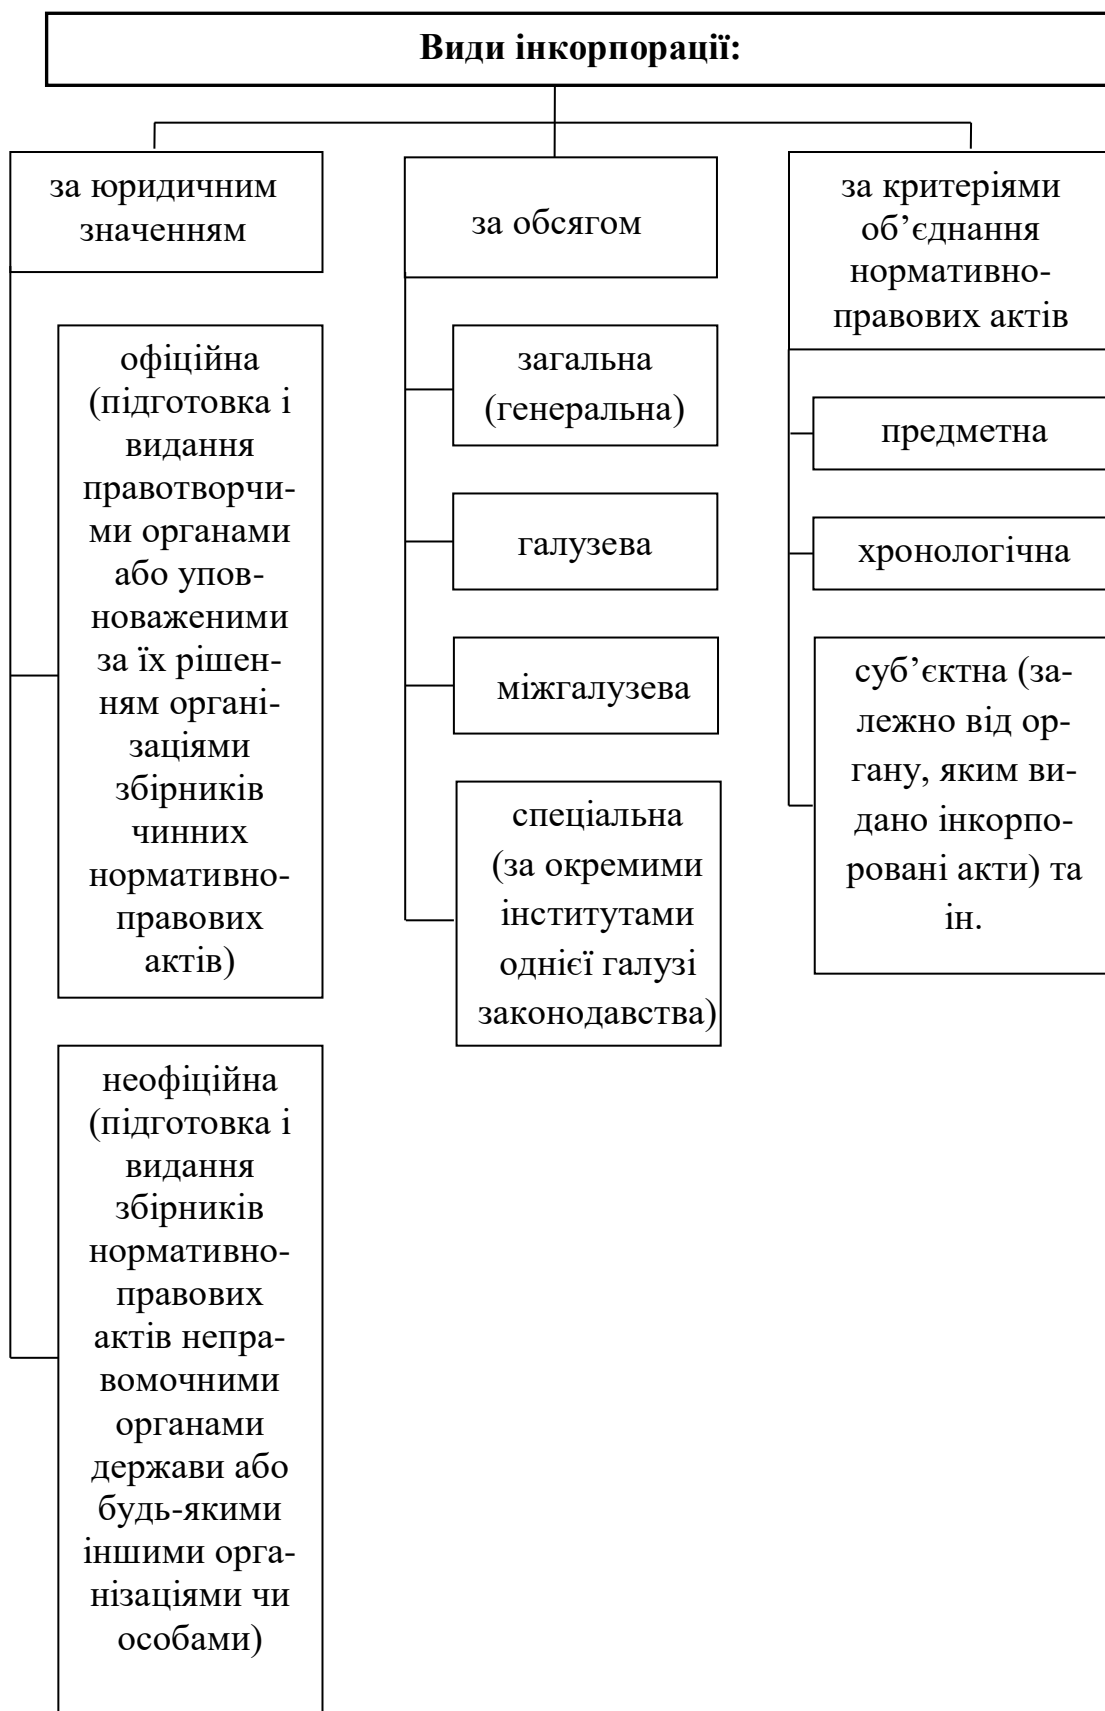 Види інкорпорації:
за юридичним
значенням
офіційна
(підготовка і
видання
правотворчи-
ми органами
або упов-
новаженими
за їх рішен-
ням органі-
заціями
збірників
чинних
нормативно-
правових
актів)
неофіційна
(підготовка і
видання
збірників
нормативно-
правових
актів непра-
вомочними
органами
держави або
будь-якими
іншими орга-
нізаціями чи
особами)
за обсягом
загальна
(генеральна)
галузева
міжгалузева
спеціальна
(за окремими
інститутами
однієї галузі
законодавства)
за критеріями
об’єднання
нормативно-
правових актів
предметна
хронологічна
суб’єктна (за-
лежно від ор-
гану, яким ви-
дано інкорпо-
ровані акти) та
ін.